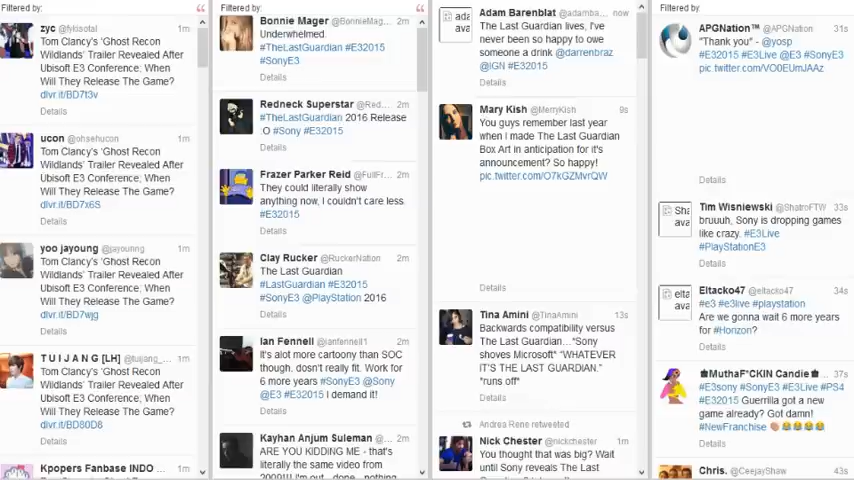 Filtered by:
zyc @fykisotal 1m
Tom Clancy's 'Ghost Recon
Wildlands' Trailer Revealed After
Ubisoft E3 Conference; When
Will They Release The Game?
dlvr.it/BD7t3v
Details
ucon @ohsehucon 1m
Tom Clancy's 'Ghost Recon
Wildlands' Trailer Revealed After
Ubisoft E3 Conference; When
Will They Release The Game?
dlvr.it/BD7x6S
Details
yoo jayoung @jayounng 1m
Tom Clancy's 'Ghost Recon
Wildlands' Trailer Revealed After
Ubisoft E3 Conference; When
Will They Release The Game?
dlvr.it/BD7wjg
Details
T U I J A N G [LH] @tuijang_... 1m
Tom Clancy's 'Ghost Recon
Wildlands' Trailer Revealed After
Ubisoft E3 Conference; When
Will They Release The Game?
dlvr.it/BD80D8
Details
Kpopers Fanbase INDO ... 1m
Filtered by:
Bonnie Mager @BonnieMag... 2m
Underwhelmed.
#TheLastGuardian #E32015
#SonyE3
Details
Redneck Superstar @Red... 2m
#TheLastGuardian 2016 Release
:O #Sony #E32015
Details
Frazer Parker Reid @FullFr... 2m
They could literally show
anything now, I couldn't care less
#E32015
Details
Clay Rucker @RuckerNation 2m
The Last Guardian
#LastGuardian #E32015
#SonyE3 @PlayStation 2016
Details
Ian Fennell @ianfennell1 2m
It's alot more cartoony than SOC
though, dosn't really fit. Work for
6 more years #SonyE3 @Sony
@E3 #E32015 I demand it!
Details
Kayhan Anjum Suleman @... 2m
ARE YOU KIDDING ME - that's
literally the same video from
2009!!! I'm out.. done.. nothing
Adam Barenblat @adamba... now
The Last Guardian lives, I've
never been so happy to owe
someone a drink @darrenbraz
@IGN #E32015
Details
Mary Kish @MerryKish 9s
You guys remember last year
when I made The Last Guardian
Box Art in anticipation for it's
announcement? So happy!
pic.twitter.com/O7kGZMvrQW
Details
Tina Amini @TinaAmini 13s
Backwards compatibility versus
The Last Guardian…*Sony
shoves Microsoft* "WHATEVER
IT'S THE LAST GUARDIAN."
*runs off*
Details
Andrea Rene retweeted
Nick Chester @nickchester 1m
You thought that was big? Wait
until Sony reveals The Last
Filtered by:
APGNation™ @APGNation 31s
"Thank you" - @yosp
#E32015 #E3Live @E3 #SonyE3
pic.twitter.com/VO0EUmJAAz
Details
Tim Wisniewski @ShatroFTW 33s
bruuuh, Sony is dropping games
like crazy. #E3Live
#PlayStationE3
Details
Eltacko47 @eltacko47 34s
#e3 #e3live #playstation
Are we gonna wait 6 more years
for #Horizon?
Details
MuthaF*CKIN Candie ... 37s
#E3sony #SonyE3 #E3Live #PS4
#E32015 Guerrilla got a new
game already? Got damn!
#NewFranchise 👏🏽😂😂😂😂
Details
Chris. @CeejayShaw 43s